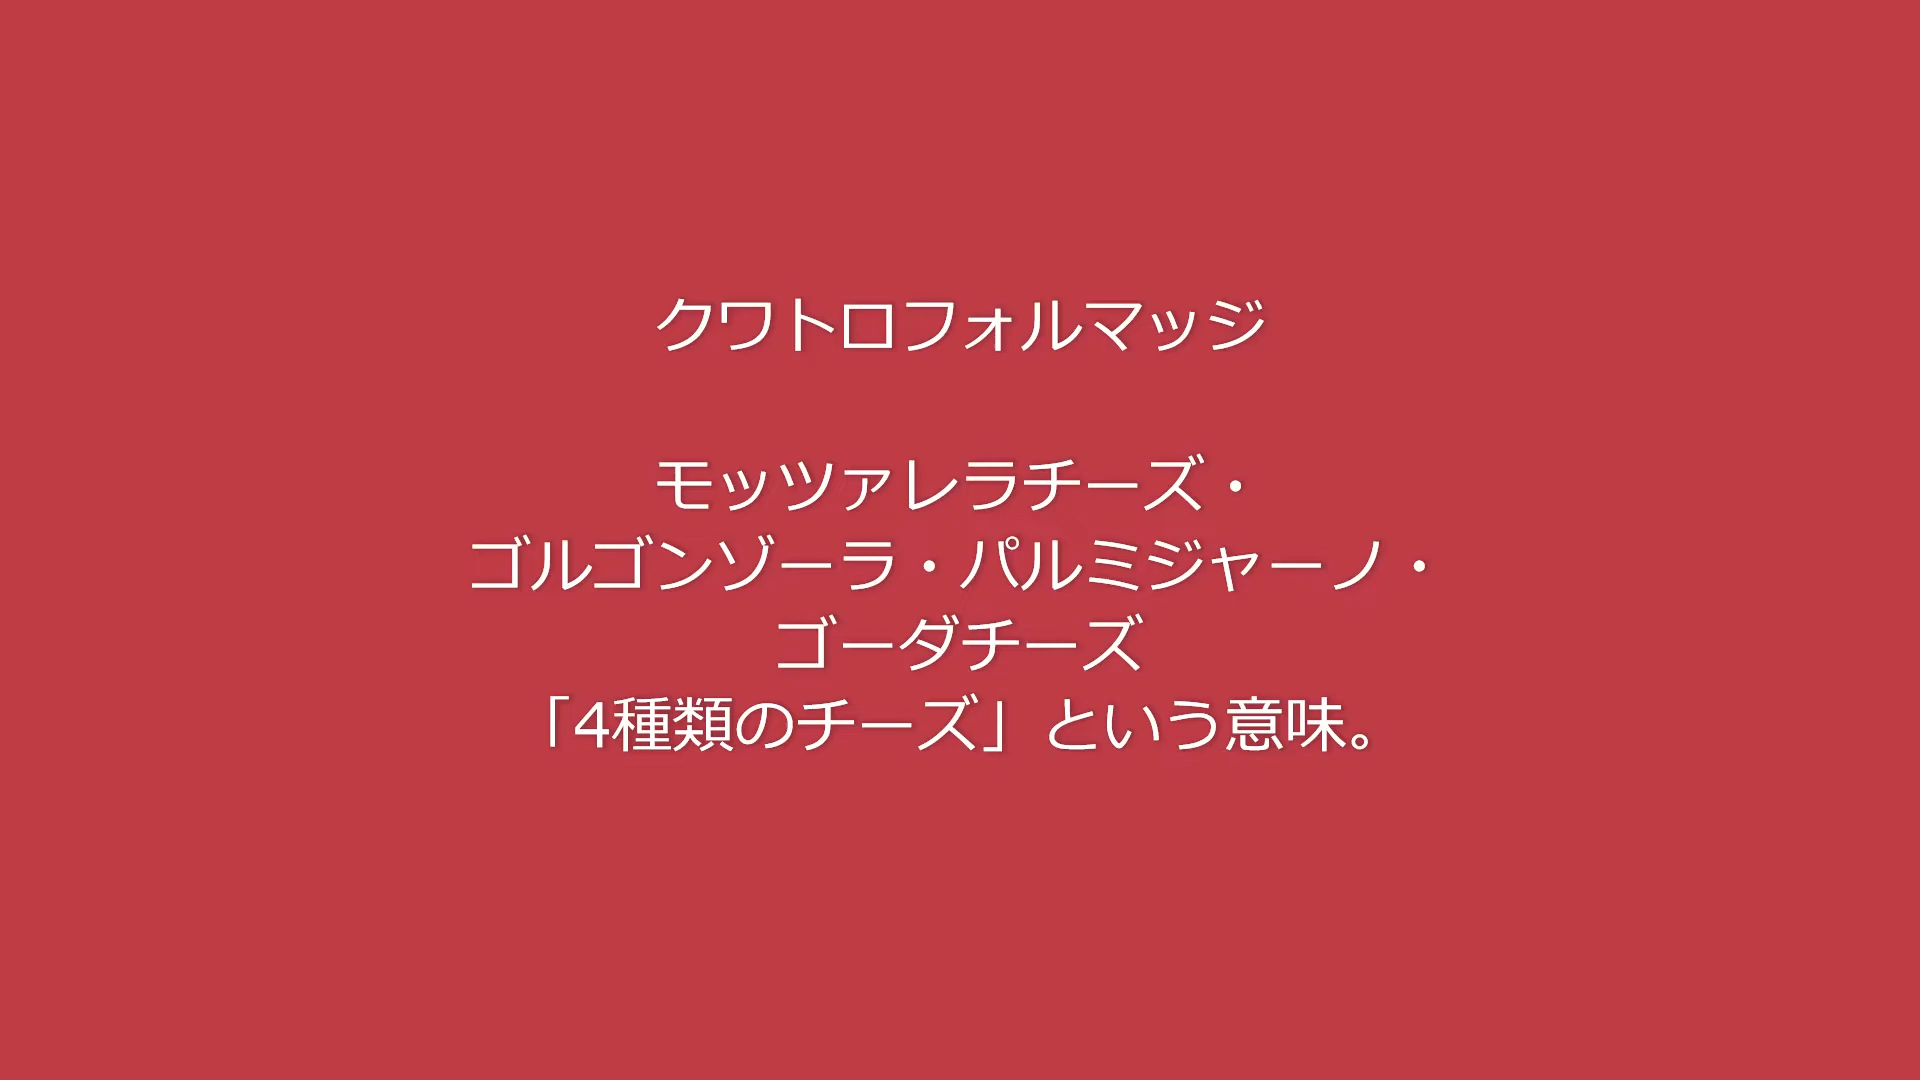 クワトロフォルマッジ
モッツァレラチーズ・
ゴルゴンゾーラ・パルミジャーノ・
ゴーダチーズ
「4種類のチーズ」という意味。